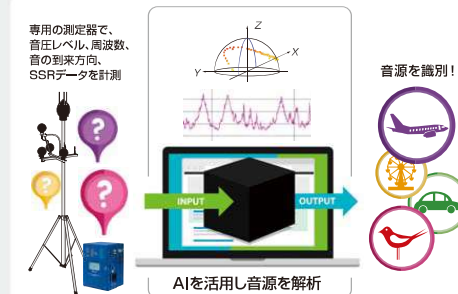 専用の測定器で、
音圧レベル、周波数、
音の到来方向、
SSRデータを計測
Z
X
Y
音源を識別!
?
?
?
INPUT
OUTPUT
AIを活用し音源を解析